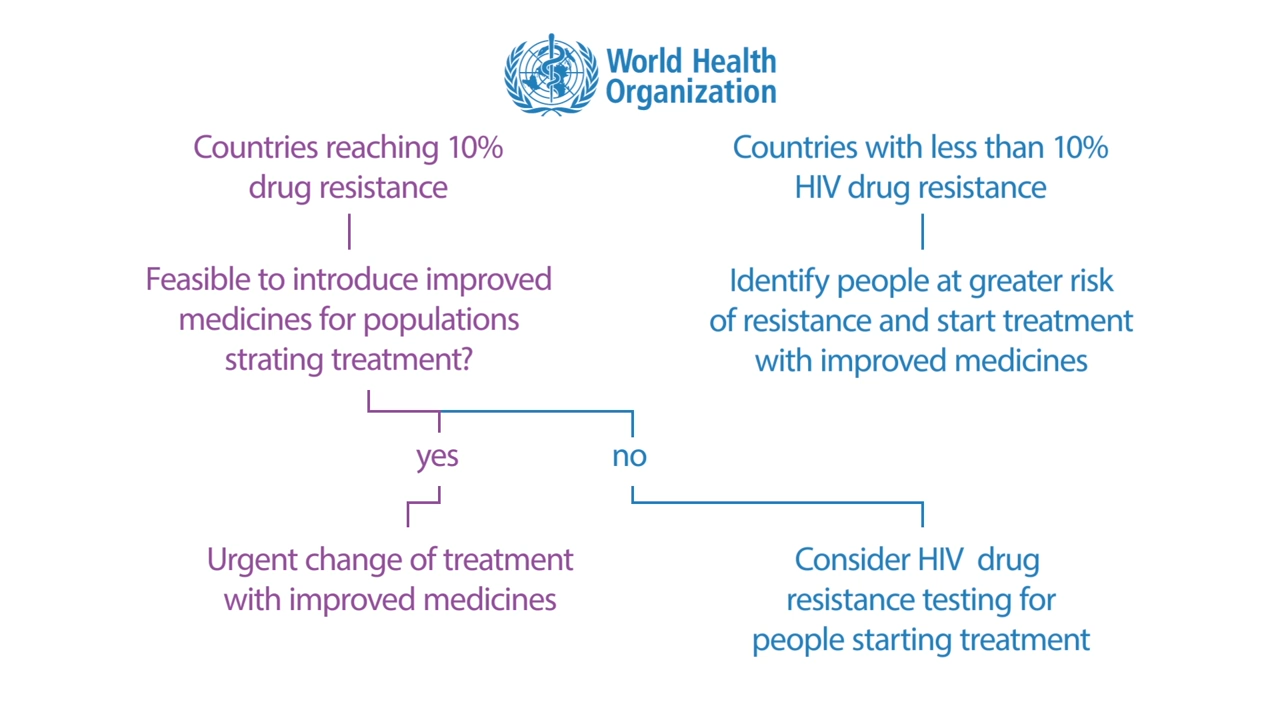 World Health
Organization
Countries reaching 10%
drug resistance
Feasible to introduce improved
medicines for populations
strating treatment?
yes
Urgent change of treatment
with improved medicines
Countries with less than 10%
HIV drug resistance
Identify people at greater risk
of resistance and start treatment
with improved medicines
no
Consider HIV drug
resistance testing for
people starting treatment